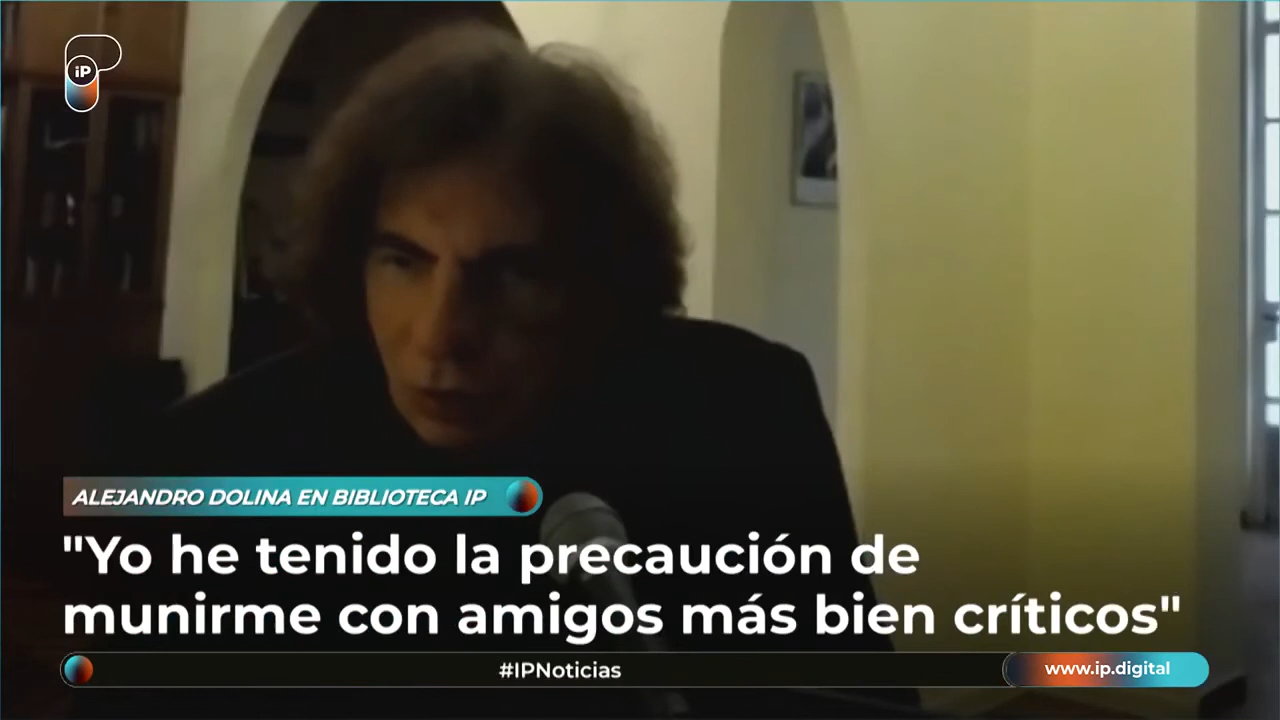 iP
ALEJANDRO DOLINA EN BIBLIOTECA IP
"Yo he tenido la precaución de
munirme con amigos más bien críticos"
#IPNoticias
www.ip.digital